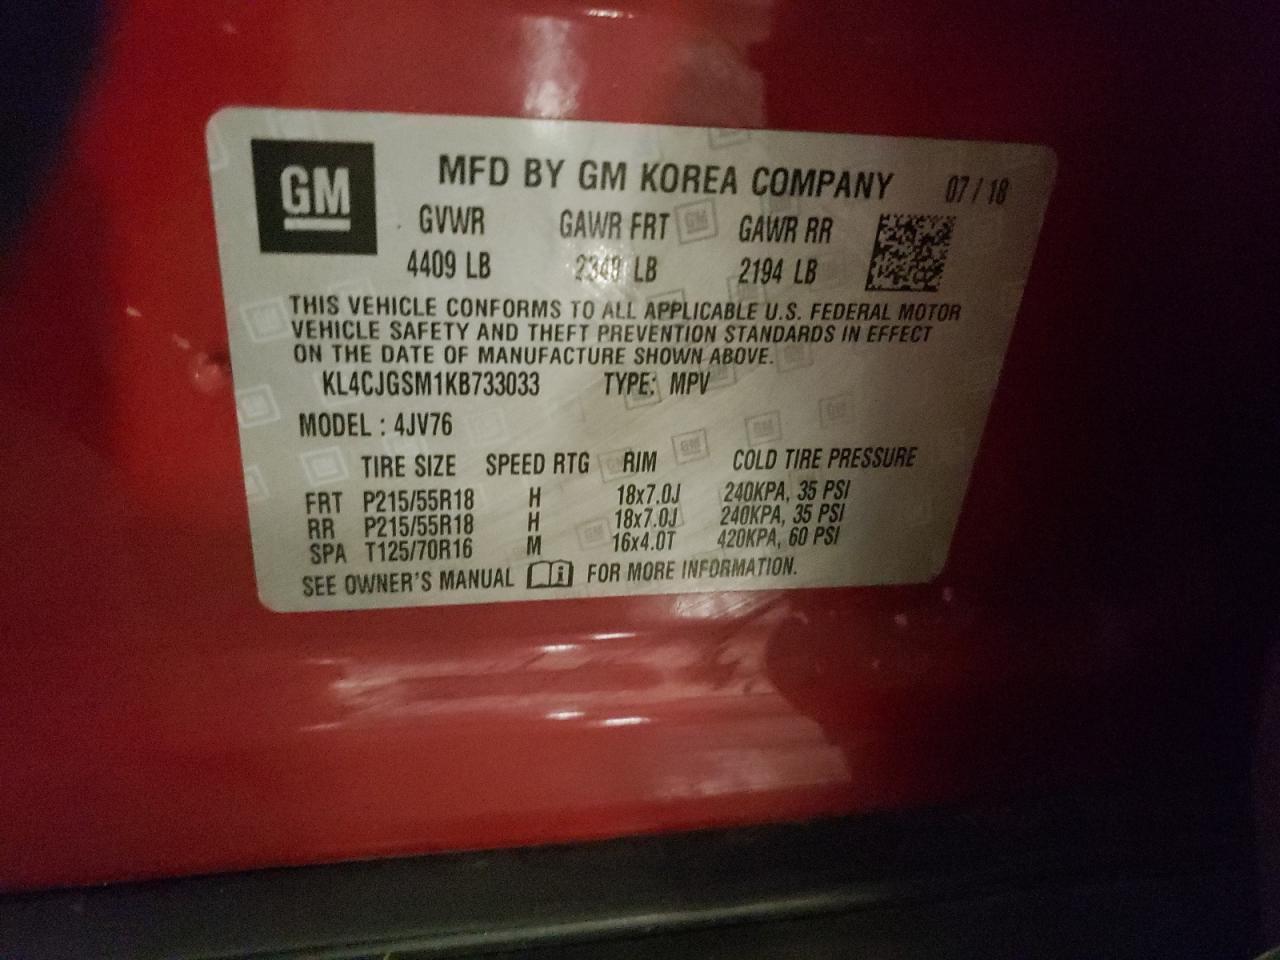 GM
MFD BY GM KOREA COMPANY 07 / 18
GVWR GAWR FRT GAWR RR
4409 LB 2349 LB 2194 LB
THIS VEHICLE CONFORMS TO ALL APPLICABLE U.S. FEDERAL MOTOR
VEHICLE SAFETY AND THEFT PREVENTION STANDARDS IN EFFECT
ON THE DATE OF MANUFACTURE SHOWN ABOVE.
KL4CJGSM1KB733033 TYPE: MPV
MODEL : 4JV76
TIRE SIZE SPEED RTG RIM COLD TIRE PRESSURE
FRT P215/55R18 H 18x7.0J 240KPA, 35 PSI
RR P215/55R18 H 18x7.0J 240KPA, 35 PSI
SPA T125/70R16 M 16x4.0T 420KPA, 60 PSI
SEE OWNER'S MANUAL i FOR MORE INFORMATION.